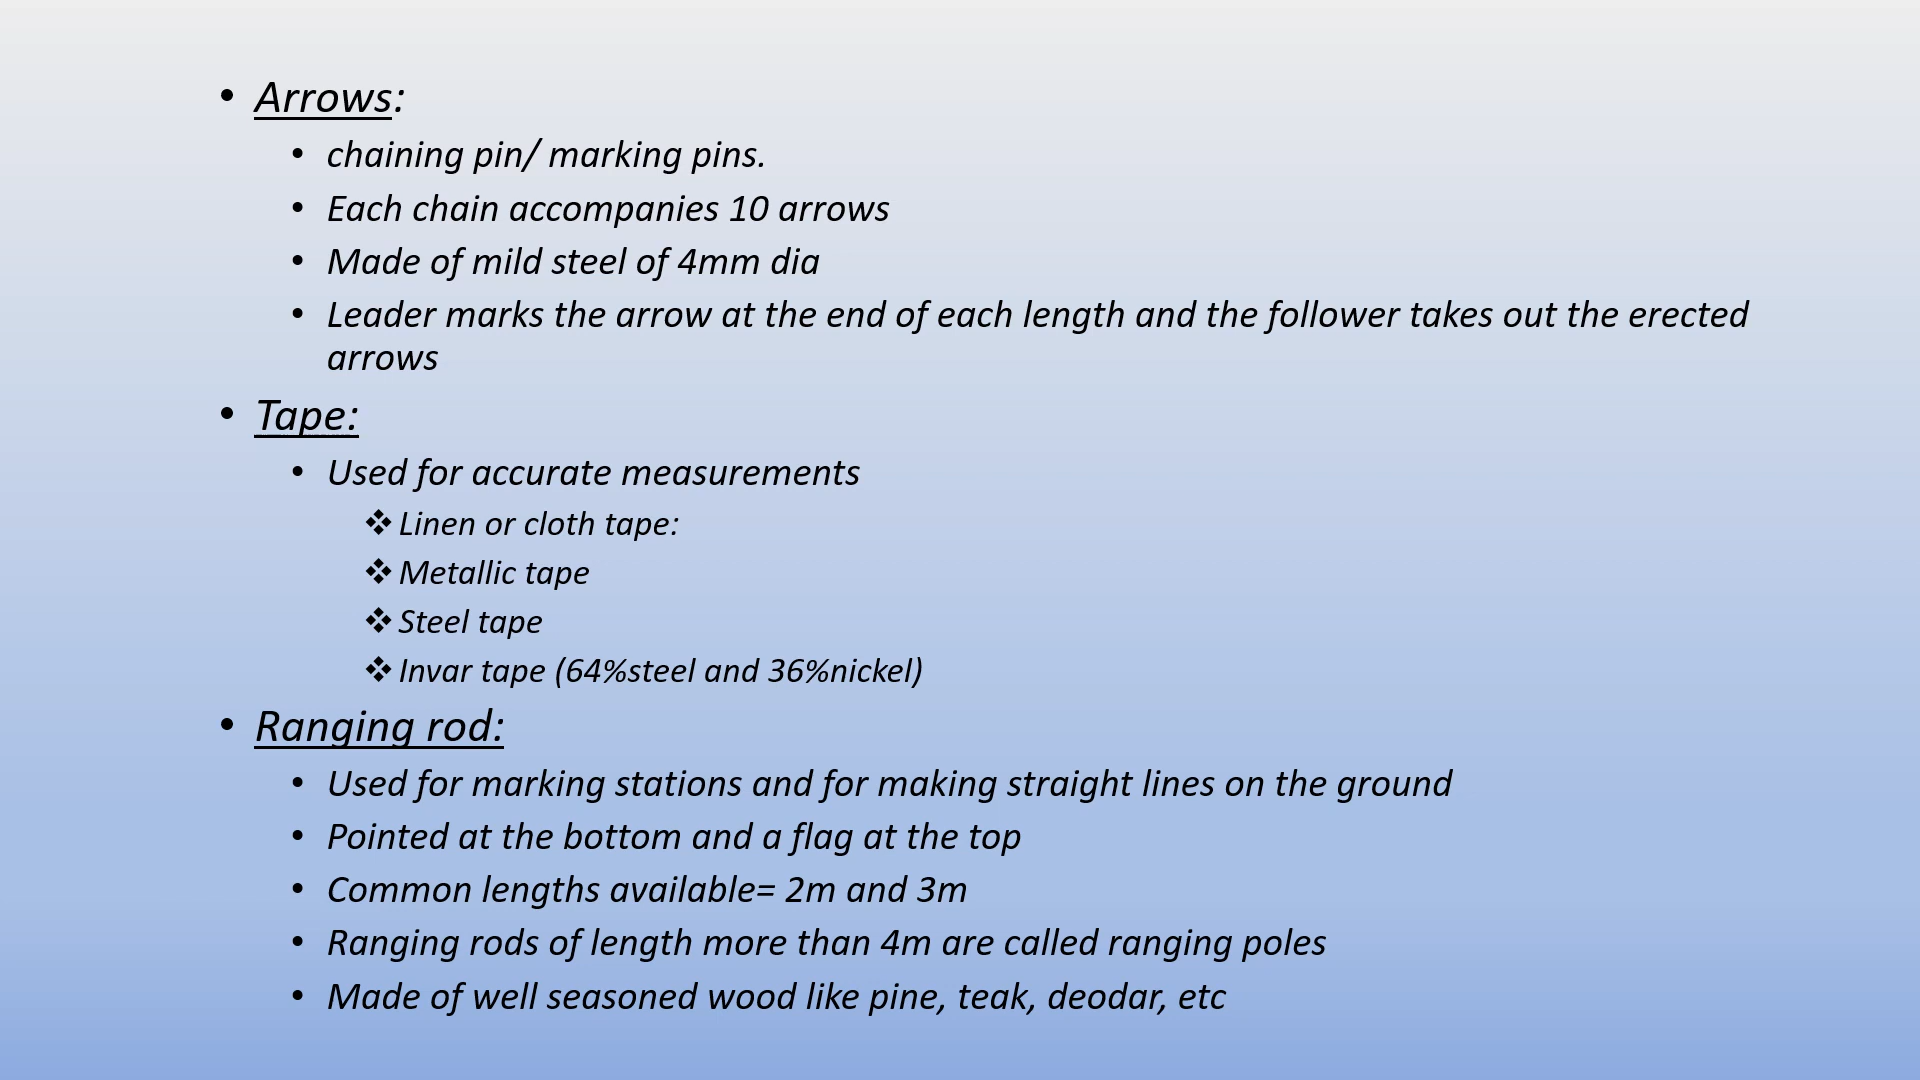 • Arrows:
• chaining pin/ marking pins.
• Each chain accompanies 10 arrows
• Made of mild steel of 4mm dia
• Leader marks the arrow at the end of each length and the follower takes out the erected
arrows
• Tape:
• Used for accurate measurements
❖ Linen or cloth tape:
❖ Metallic tape
❖ Steel tape
❖ Invar tape (64%steel and 36%nickel)
• Ranging rod:
• Used for marking stations and for making straight lines on the ground
• Pointed at the bottom and a flag at the top
• Common lengths available= 2m and 3m
• Ranging rods of length more than 4m are called ranging poles
• Made of well seasoned wood like pine, teak, deodar, etc